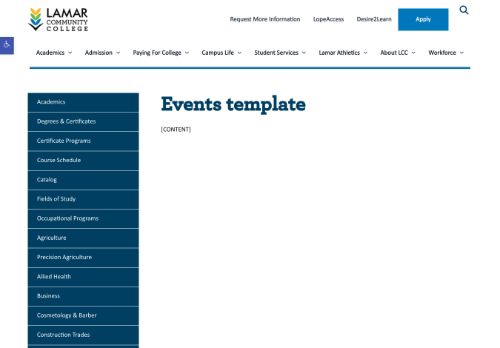 LAMAR
COMMUNITY
COLLEGE
Request More Information LopeAccess Desire2Learn Apply
Academics Admission Paying For College Campus Life Student Services Lamar Athletics About LCC Workforce
Academics
Degrees & Certificates
Certificate Programs
Course Schedule
Catalog
Fields of Study
Occupational Programs
Agriculture
Precision Agriculture
Allied Health
Business
Cosmetology & Barber
Construction Trades
Events template
[CONTENT]